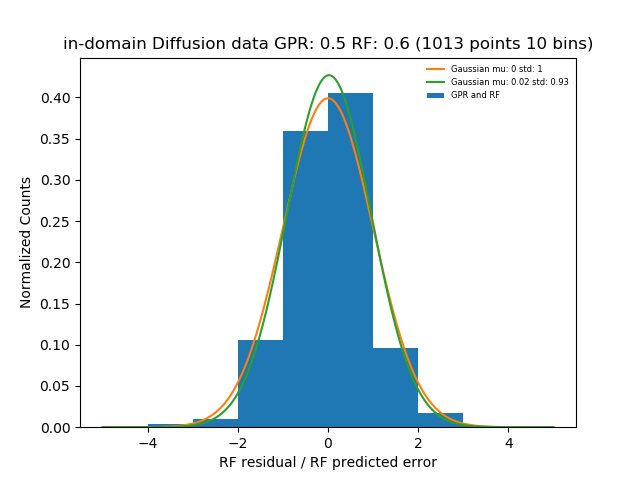 in-domain Diffusion data GPR: 0.5 RF: 0.6 (1013 points 10 bins)
Gaussian mu: 0 std: 1
Gaussian mu: 0.02 std: 0.93
GPR and RF
Normalized Counts
0.40
0.35
0.30
0.25
0.20
0.15
0.10
0.05
0.00
−4 −2 0 2 4
RF residual / RF predicted error